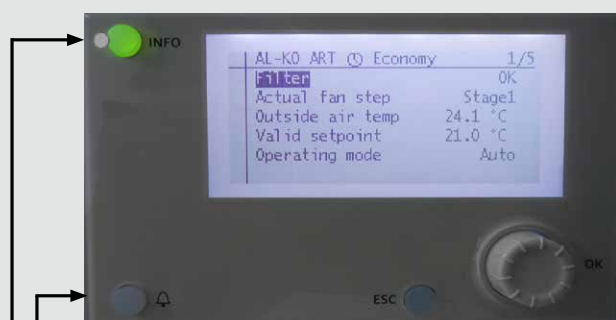 INFO
AL-KO ART Economy 1/5
Filter OK
Actual fan step Stage1
Outside air temp 24.1 °C
Valid setpoint 21.0 °C
Operating mode Auto
OK
ESC